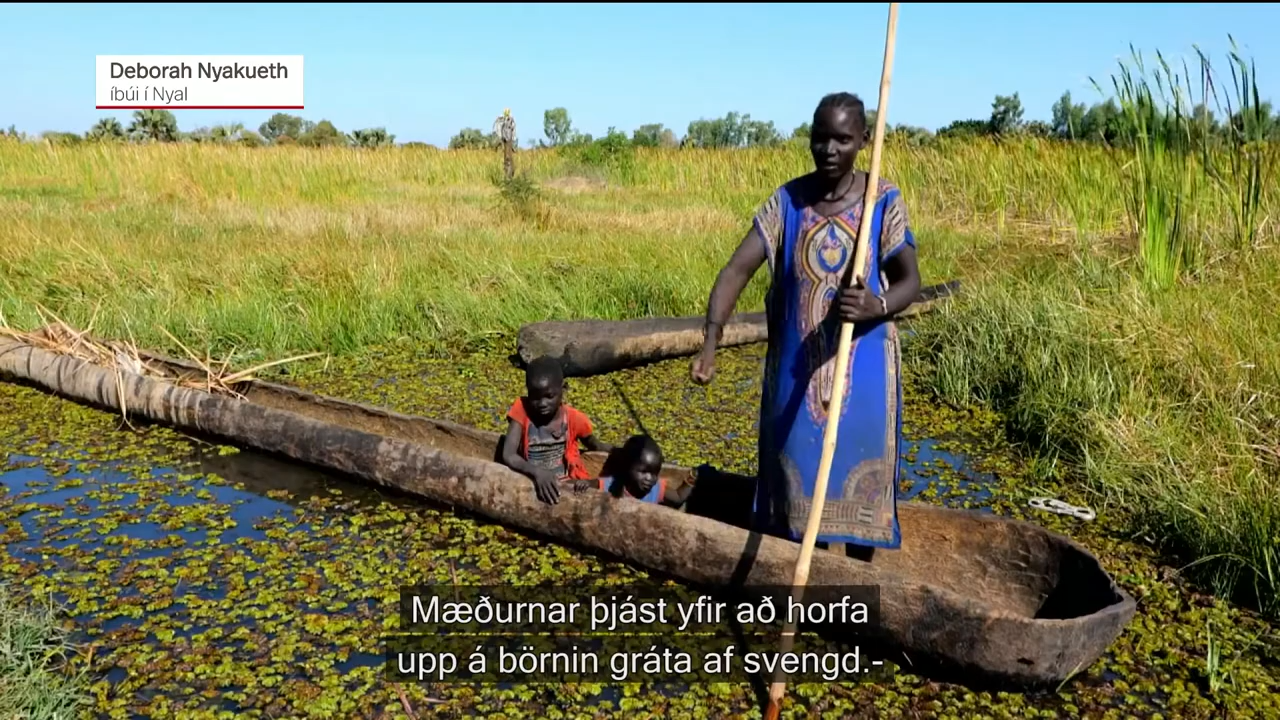 Deborah Nyakueth
íbúi í Nyal
Mæðurnar þjást yfir að horfa
upp á börnin gráta af svengd.-